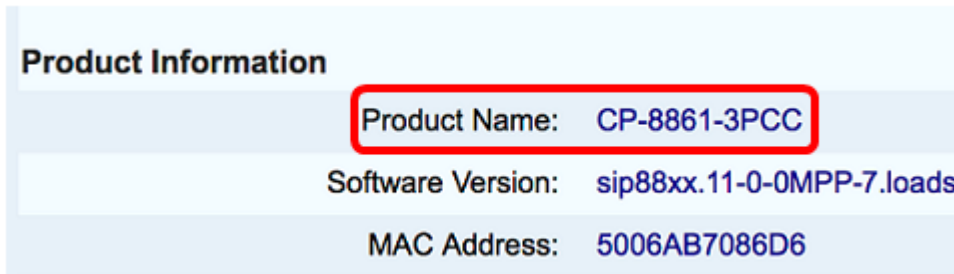 Product Information
Product Name: CP-8861-3PCC
Software Version: sip88xx.11-0-0MPP-7.loads
MAC Address: 5006AB7086D6